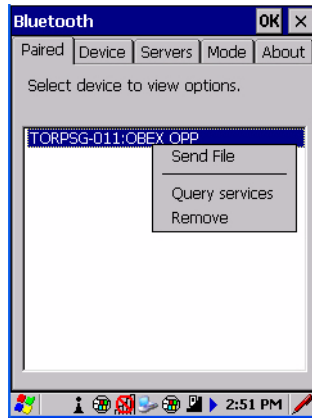 Bluetooth OK ×
Paired Device Servers Mode About
Select device to view options.
TORPSG-011:OBEX OPP
Send File
Query services
Remove
2:51 PM